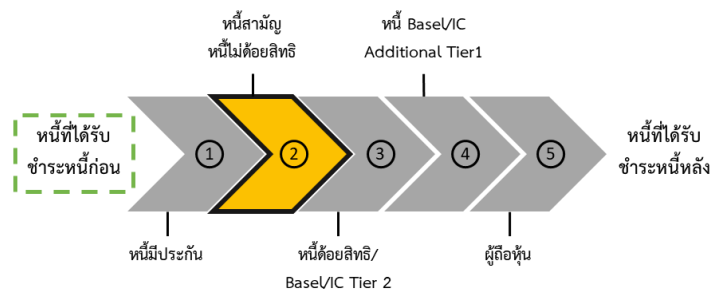 หนี้สามัญ
หนี้ไม่ด้อยสิทธิ
หนี้ Basel/IC
Additional Tier1
หนี้ที่ได้รับ
ชำระหนี้ก่อน
1
2
3
4
5
หนี้ที่ได้รับ
ชำระหนี้หลัง
หนี้มีประกัน
หนี้ด้อยสิทธิ/
Basel/IC Tier 2
ผู้ถือหุ้น